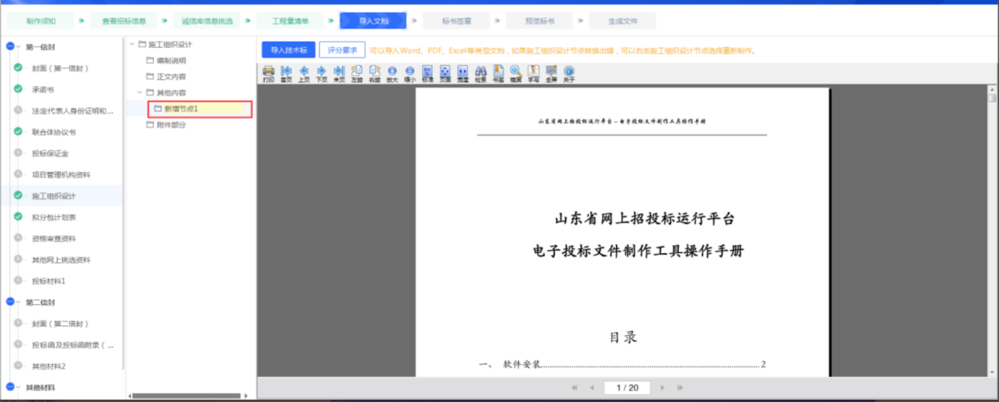 制作须知
查看招标信息
诚信库信息挑选
工程量清单
导入文档
标书签章
预览标书
生成文件
第一信封
封面（第一信封）
承诺书
法定代表人身份证明和...
联合体协议书
投标保证金
项目管理机构资料
施工组织设计
拟分包计划表
资格审查资料
其他网上挑选资料
投标材料1
第二信封
封面（第二信封）
投标函及投标函附录（...
其他材料2
其他材料
施工组织设计
编制说明
正文内容
其他内容
新增节点1
附件部分
导入技术标
评分要求
可以导入Word、PDF、Excel等类型文档，如果施工组织设计节点转换出错，可以右击施工组织设计节点选择重新制作。
打印 首页 上页 下页 末页 左旋 右旋 放大 缩小 标准 页面 宽度 检索 书签 截图 手写 全屏 关于
山东省网上招投标运行平台－电子投标文件制作工具操作手册
山东省网上招投标运行平台
电子投标文件制作工具操作手册
目录
一、 软件安装........2
1 / 20